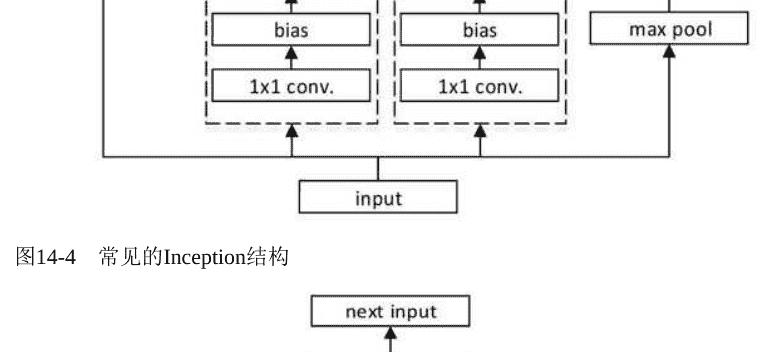 bias bias max pool
1x1 conv. 1x1 conv.
input
图14-4 常见的Inception结构
next input